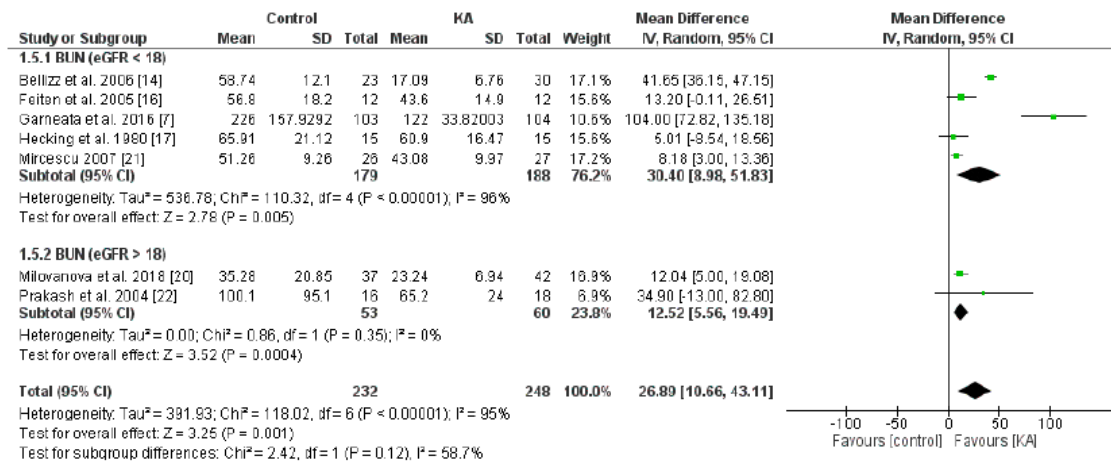 Control KA Mean Difference Mean Difference
Study or Subgroup Mean SD Total Mean SD Total Weight IV, Random, 95% CI IV, Random, 95% CI
1.5.1 BUN (eGFR < 18)
Bellizz et al. 2006 [14] 58.74 12.1 23 17.09 6.76 30 17.1% 41.65 [36.15, 47.15]
Feiten et al. 2005 [16] 56.8 18.2 12 43.6 14.9 12 15.6% 13.20 [-0.11, 26.51]
Garneata et al. 2016 [7] 226 157.9292 103 122 33.82003 104 10.6% 104.00 [72.82, 135.18]
Hecking et al. 1980 [17] 65.91 21.12 15 60.9 16.47 15 15.6% 5.01 [-8.54, 18.56]
Mircescu 2007 [21] 51.26 9.26 26 43.08 9.97 27 17.2% 8.18 [3.00, 13.36]
Subtotal (95% CI) 179 188 76.2% 30.40 [8.98, 51.83]
Heterogeneity: Tau² = 536.78; Chi² = 110.32, df = 4 (P < 0.00001); I² = 96%
Test for overall effect: Z = 2.78 (P = 0.005)
1.5.2 BUN (eGFR > 18)
Milovanova et al. 2018 [20] 35.28 20.85 37 23.24 6.94 42 16.9% 12.04 [5.00, 19.08]
Prakash et al. 2004 [22] 100.1 95.1 16 65.2 24 18 6.9% 34.90 [-13.00, 82.80]
Subtotal (95% CI) 53 60 23.8% 12.52 [5.56, 19.49]
Heterogeneity: Tau² = 0.00; Chi² = 0.86, df = 1 (P = 0.35); I² = 0%
Test for overall effect: Z = 3.52 (P = 0.0004)
Total (95% CI) 232 248 100.0% 26.89 [10.66, 43.11]
Heterogeneity: Tau² = 391.93; Chi² = 118.02, df = 6 (P < 0.00001); I² = 95%
Test for overall effect: Z = 3.25 (P = 0.001)
Test for subgroup differences: Chi² = 2.42, df = 1 (P = 0.12), I² = 58.7%
-100 -50 0 50 100
Favours [control] Favours [KA]